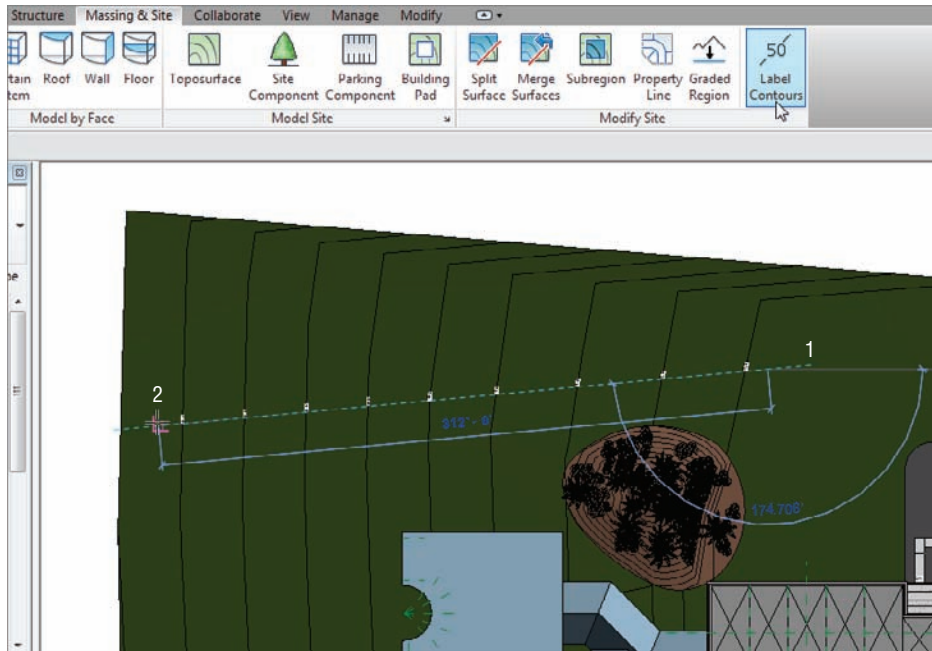 Structure Massing & Site Collaborate View Manage Modify
tain Roof Wall Floor Toposurface Site Parking Building Split Merge Subregion Property Graded Label
tem Component Component Pad Surface Surfaces Line Region Contours
50
Model by Face Model Site Modify Site
1
2
312' - 
174.708°